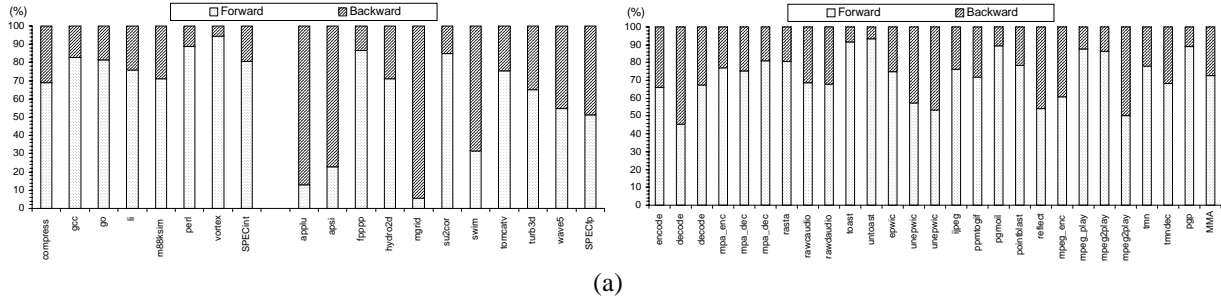 (%)
Forward Backward
100
90
80
70
60
50
40
30
20
10
0
compress
gcc
go
li
m88ksim
perl
vortex
SPECint
applu
apsi
fpppp
hydro2d
mgrid
su2cor
swim
tomcatv
turb3d
wave5
SPECfp
(%)
Forward Backward
100
90
80
70
60
50
40
30
20
10
0
encode
decode
decode
mpa_enc
mpa_dec
mpa_dec
rasta
rawcaudio
rawdaudio
toast
untoast
epwic
unepwic
unepwic
ijpeg
ppmtogif
pgmoil
pointblast
reflect
mpeg_enc
mpeg_play
mpeg2play
mpeg2play
tmn
tmndec
pgp
MMA
(a)